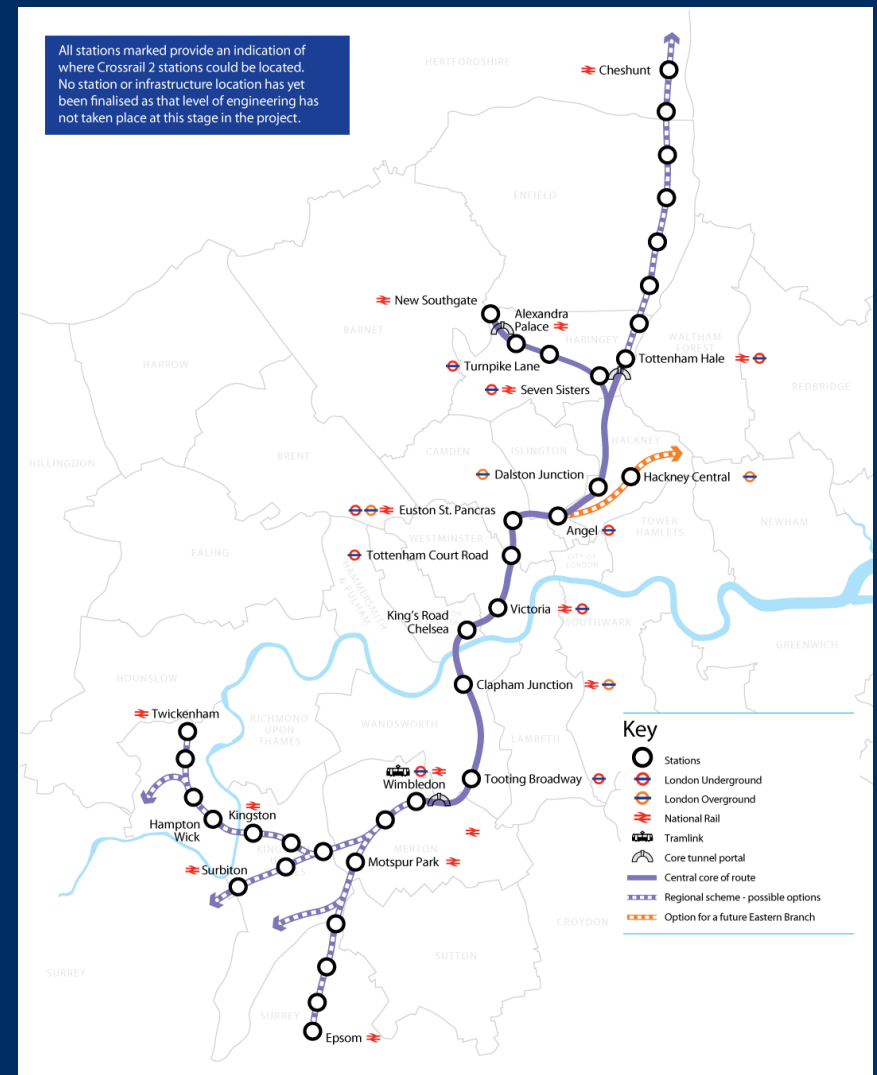 All stations marked provide an indication of
where Crossrail 2 stations could be located.
No station or infrastructure location has yet
been finalised as that level of engineering has
not taken place at this stage in the project.
HERTFORDSHIRE
Cheshunt
ENFIELD
New Southgate
Alexandra
Palace
BARNET
HARINGEY
WALTHAM
FOREST
HARROW
Turnpike Lane
Tottenham Hale
REDBRIDGE
Seven Sisters
HACKNEY
CAMDEN
ISLINGTON
BRENT
HILLINGDON
Dalston Junction
Hackney Central
Euston St. Pancras
Angel
TOWER
HAMLETS
NEWHAM
WESTMINSTER
EALING
Tottenham Court Road
CITY OF
LONDON
HAMMERSMITH
& FULHAM
King's Road
Chelsea
Victoria
SOUTHWARK
GREENWICH
HOUNSLOW
Clapham Junction
Twickenham
RICHMOND
UPON
THAMES
WANDSWORTH
LAMBETH
Wimbledon
Tooting Broadway
Hampton
Wick
Kingston
MERTON
Surbiton
Motspur Park
CROYDON
SUTTON
SURREY
SURREY
Epsom
Key
Stations
London Underground
London Overground
National Rail
Tramlink
Core tunnel portal
Central core of route
Regional scheme - possible options
Option for a future Eastern Branch